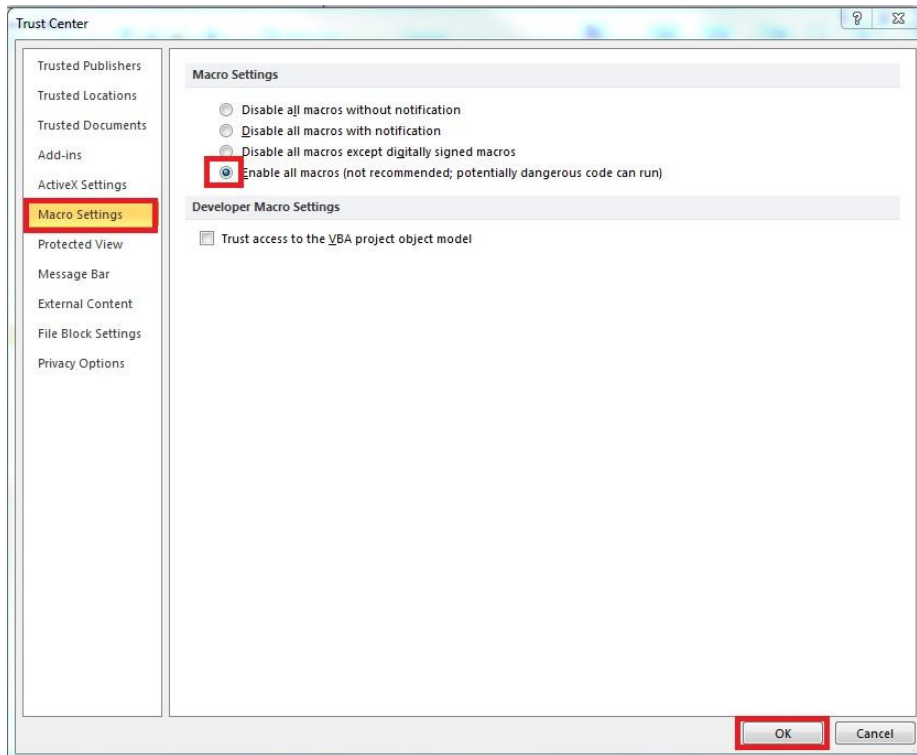 Trust Center
Trusted Publishers
Trusted Locations
Trusted Documents
Add-ins
ActiveX Settings
Macro Settings
Protected View
Message Bar
External Content
File Block Settings
Privacy Options
Macro Settings
Disable all macros without notification
Disable all macros with notification
Disable all macros except digitally signed macros
Enable all macros (not recommended; potentially dangerous code can run)
Developer Macro Settings
Trust access to the VBA project object model
OK
Cancel